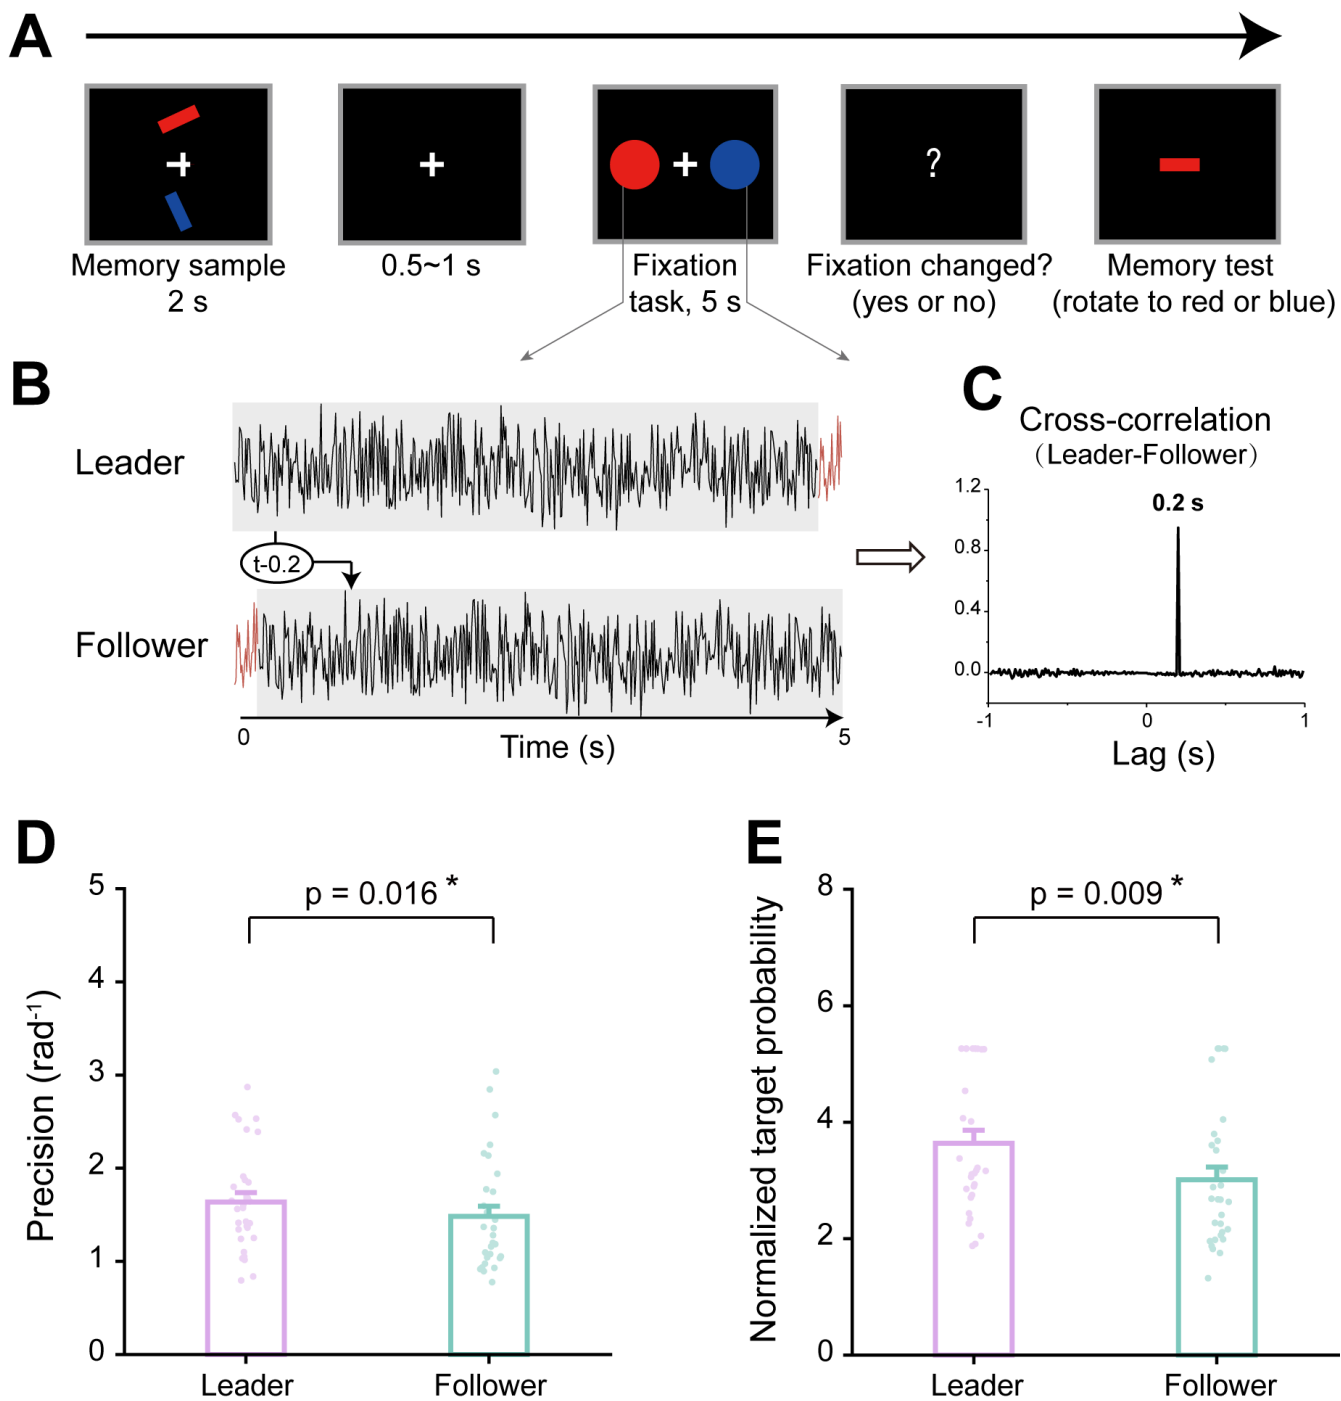 A
?
Memory sample
2 s
0.5~1 s
Fixation
task, 5 s
Fixation changed?
(yes or no)
Memory test
(rotate to red or blue)
B
Leader
t-0.2
Follower
0
5
Time (s)
C
Cross-correlation
(Leader-Follower)
1.2
0.8
0.4
0.0
0.2 s
-1
0
1
Lag (s)
D
p = 0.016 *
5
4
3
2
1
0
Precision (rad⁻¹)
Leader
Follower
E
p = 0.009 *
8
6
4
2
0
Normalized target probability
Leader
Follower